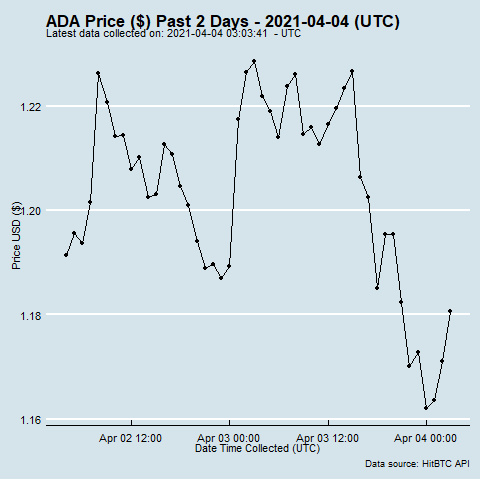 ADA Price ($) Past 2 Days - 2021-04-04 (UTC)
Latest data collected on: 2021-04-04 03:03:41 - UTC
Price USD ($)
1.22
1.20
1.18
1.16
Apr 02 12:00
Apr 03 00:00
Apr 03 12:00
Apr 04 00:00
Date Time Collected (UTC)
Data source: HitBTC API